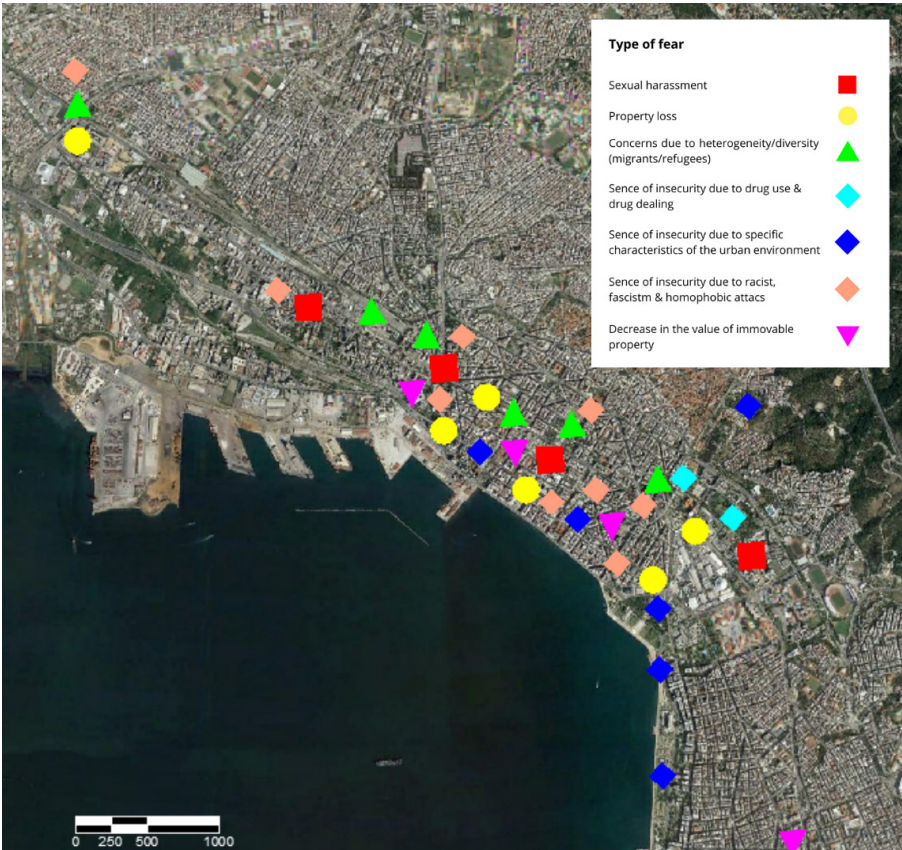 Type of fear
Sexual harassment
Property loss
Concerns due to heterogeneity/diversity
(migrants/refugees)
Sence of insecurity due to drug use &
drug dealing
Sence of insecurity due to specific
characteristics of the urban environment
Sence of insecurity due to racist,
fascistm & homophobic attacs
Decrease in the value of immovable
property
0 250 500 1000